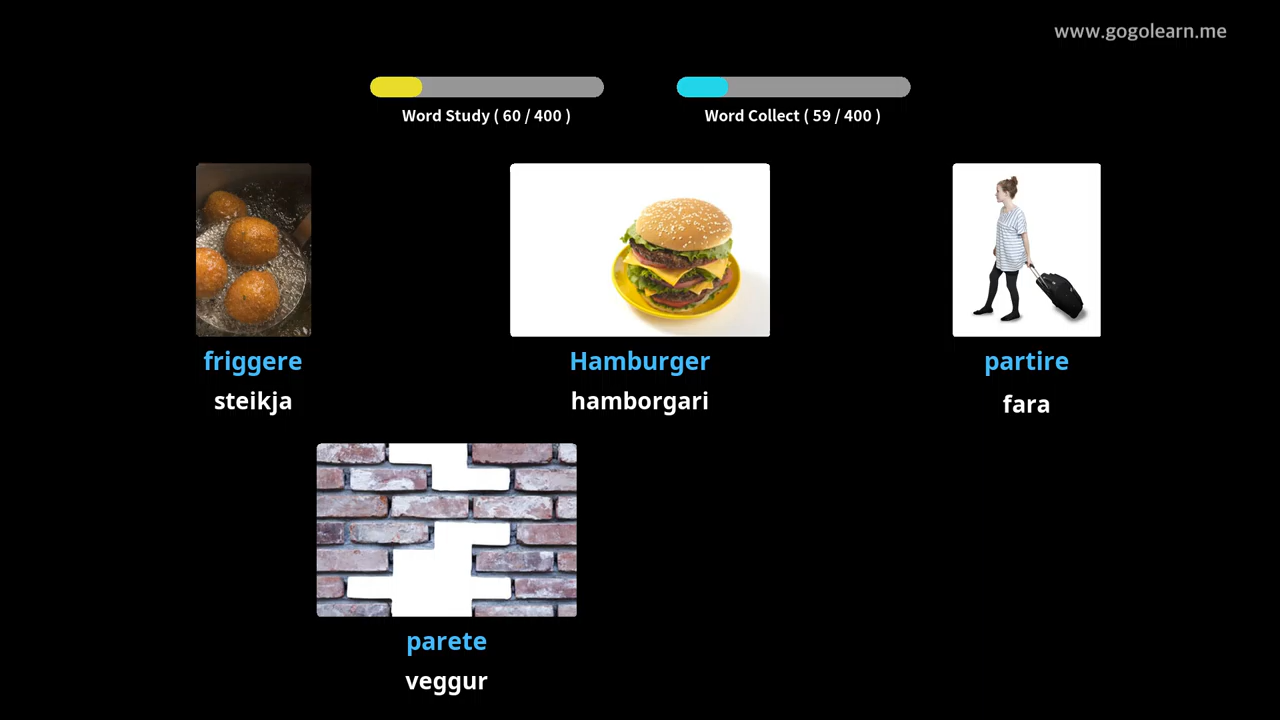 www.gogolearn.me
Word Study ( 60 / 400 )
Word Collect ( 59 / 400 )
friggere
steikja
Hamburger
hamborgari
partire
fara
parete
veggur